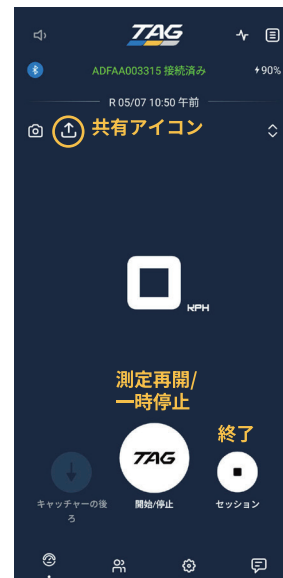 TAG
ADFAA003315 接続済み
90%
R 05/07 10:50 午前
共有アイコン
0
KPH
測定再開/
一時停止
終了
TAG
キャッチャーの後
ろ
開始/停止
セッション